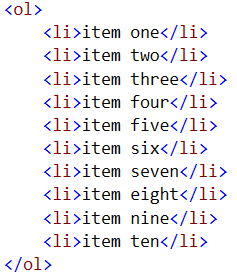 <ol>
    <li>item one</li>
    <li>item two</li>
    <li>item three</li>
    <li>item four</li>
    <li>item five</li>
    <li>item six</li>
    <li>item seven</li>
    <li>item eight</li>
    <li>item nine</li>
    <li>item ten</li>
</ol>